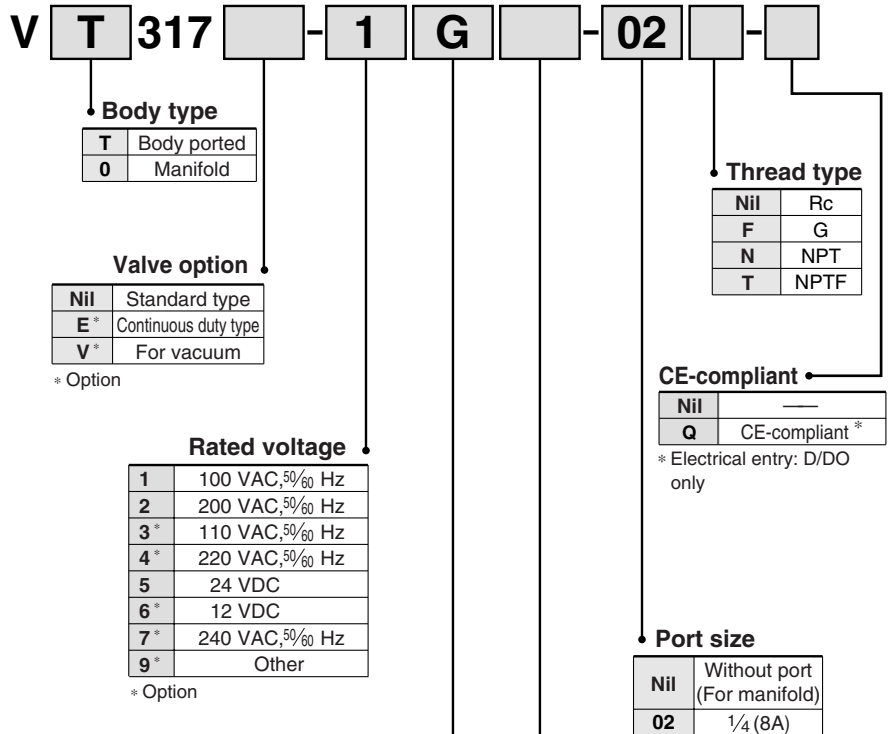 V T 317 - 1 G - 02 -
Body type
T Body ported
0 Manifold
Thread type
Nil Rc
F G
N NPT
T NPTF
Valve option
Nil Standard type
E* Continuous duty type
V* For vacuum
* Option
CE-compliant
Nil —
Q CE-compliant *
* Electrical entry: D/DO
only
Rated voltage
1 100 VAC,50/60 Hz
2 200 VAC,50/60 Hz
3* 110 VAC,50/60 Hz
4* 220 VAC,50/60 Hz
5 24 VDC
6* 12 VDC
7* 240 VAC,50/60 Hz
9* Other
* Option
Port size
Nil Without port
(For manifold)
02 1/4 (8A)